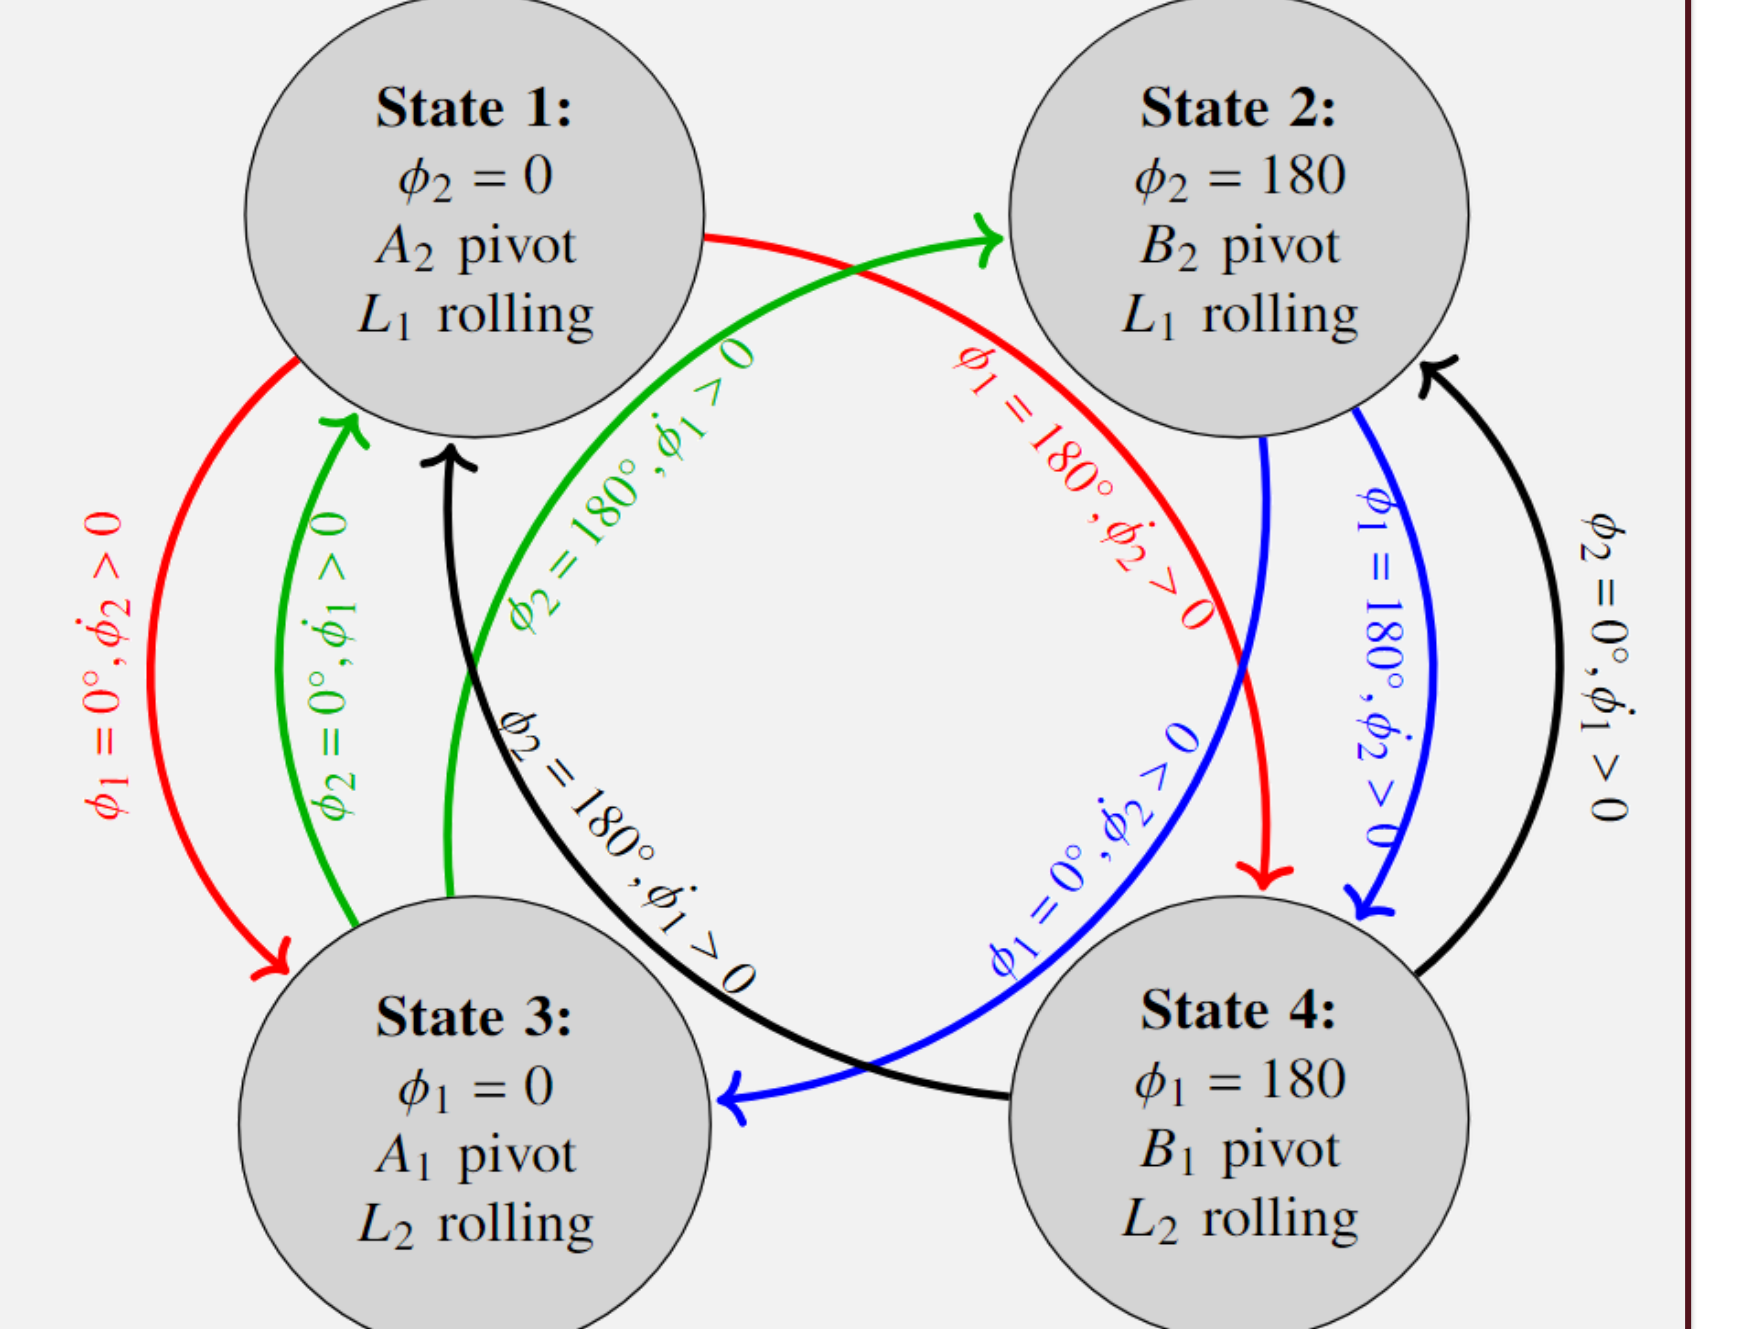 State 1:
ϕ₂ = 0
A₂ pivot
L₁ rolling
State 2:
ϕ₂ = 180
B₂ pivot
L₁ rolling
ϕ₂ = 180°, ϕ̇₁ > 0
ϕ₁ = 180°, ϕ̇₂ > 0
ϕ₁ = 0°, ϕ̇₂ > 0
ϕ₂ = 0°, ϕ̇₁ > 0
ϕ₁ = 180°, ϕ̇₂ > 0
ϕ₂ = 0°, ϕ̇₁ > 0
ϕ₂ = 180°, ϕ̇₁ > 0
ϕ₁ = 0°, ϕ̇₂ > 0
State 3:
ϕ₁ = 0
A₁ pivot
L₂ rolling
State 4:
ϕ₁ = 180
B₁ pivot
L₂ rolling